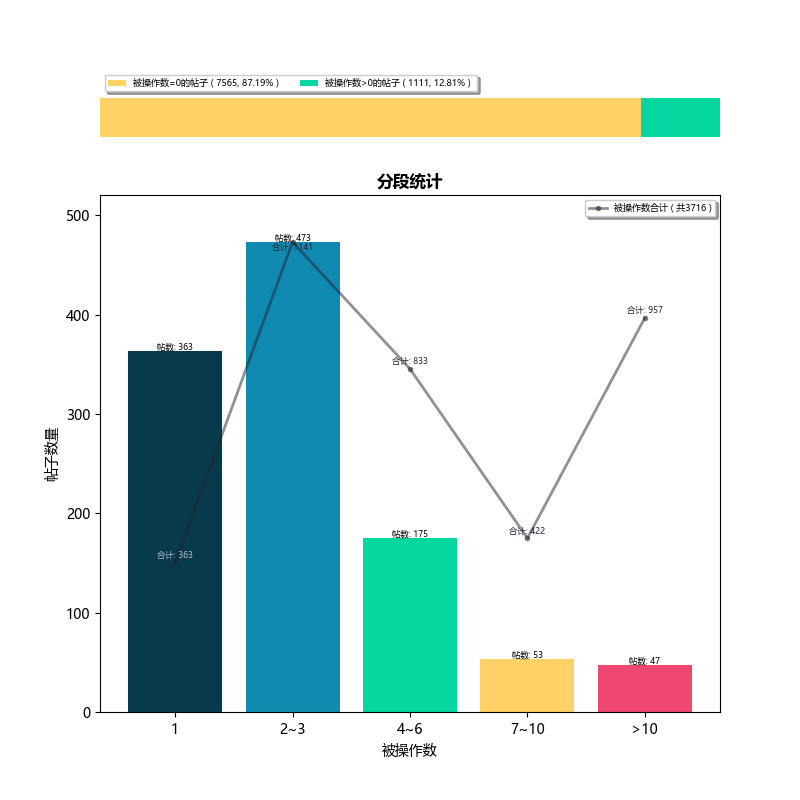 被操作数=0的帖子 ( 7565, 87.19% ) 被操作数>0的帖子 ( 1111, 12.81% )
分段统计
被操作数合计 ( 共3716 )
500
400
300
200
100
0
帖子数量
帖数: 363
合计: 363
帖数: 473
合计: 1141
合计: 833
帖数: 175
合计: 422
帖数: 53
合计: 957
帖数: 47
1 2~3 4~6 7~10 >10
被操作数